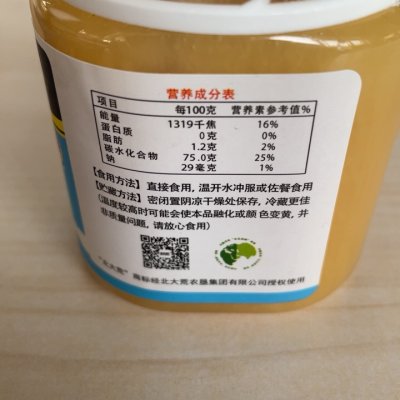 营养成分表
项目 每100克 营养素参考值%
能量 1319千焦 16%
蛋白质 0克 0%
脂肪 1.2克 2%
碳水化合物 75.0克 25%
钠 29毫克 1%
【食用方法】 直接食用, 温开水冲服或佐餐食用
【贮藏方法】 密闭置阴凉干燥处保存, 冷藏更佳
(温度较高时可能会使本品融化或颜色变黄, 并
非质量问题, 请放心食用)
"北大荒" 商标经北大荒农垦集团有限公司授权使用